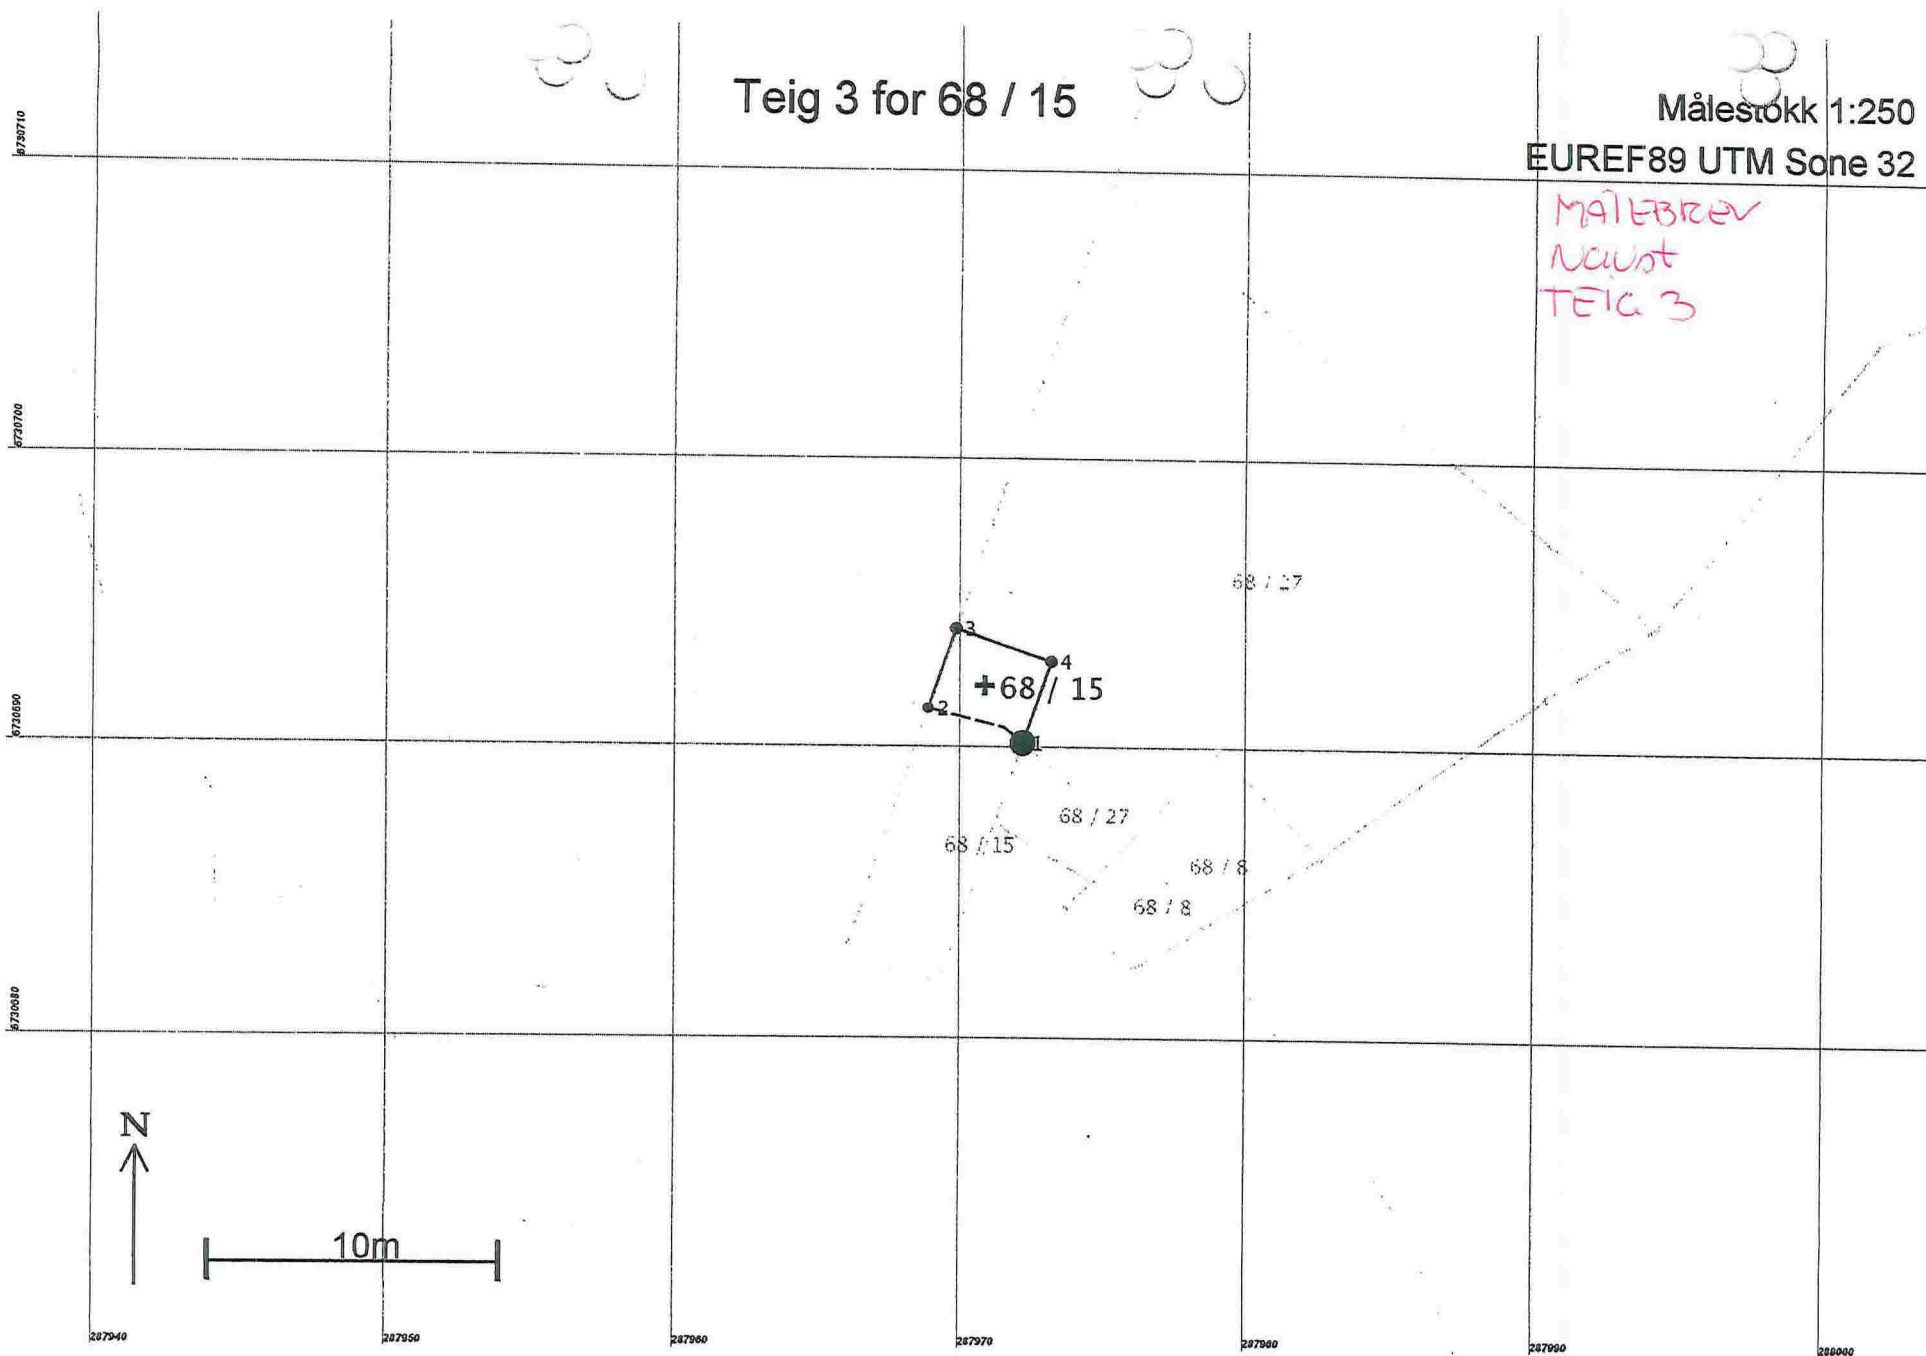 Teig 3 for 68 / 15
Målestokk 1:250
EUREF89 UTM Sone 32
MÅLEBREV
Naust
TEIG 3
6730710
6730700
6730690
6730680
68 / 27
3
4
+68 / 15
2
1
68 / 27
68 / 15
68 / 8
68 / 8
N
10m
287940
287950
287960
287970
287980
287990
288000